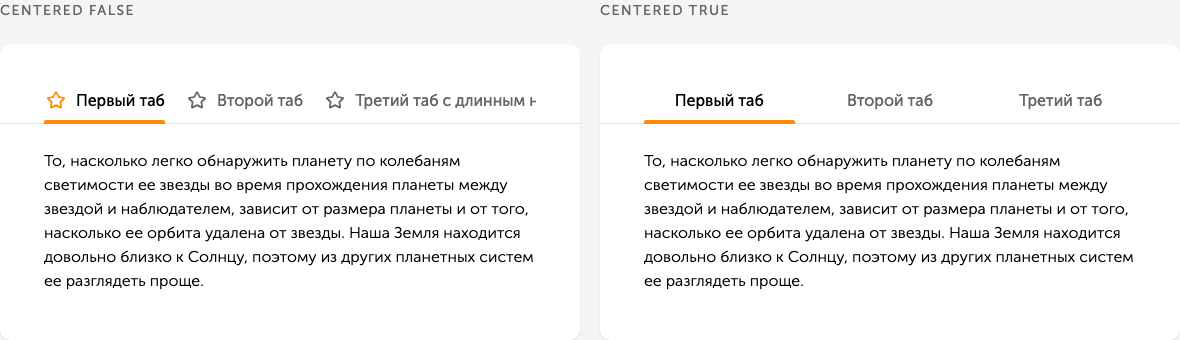 CENTERED FALSE
Первый таб Второй таб Третий таб с длинным
То, насколько легко обнаружить планету по колебаням
светимости ее звезды во время прохождения планеты между
звездой и наблюдателем, зависит от размера планеты и от того,
насколько ее орбита удалена от звезды. Наша Земля находится
довольно близко к Солнцу, поэтому из других планетных систем
ее разглядеть проще.
CENTERED TRUE
Первый таб Второй таб Третий таб
То, насколько легко обнаружить планету по колебаням
светимости ее звезды во время прохождения планеты между
звездой и наблюдателем, зависит от размера планеты и от того,
насколько ее орбита удалена от звезды. Наша Земля находится
довольно близко к Солнцу, поэтому из других планетных систем
ее разглядеть проще.